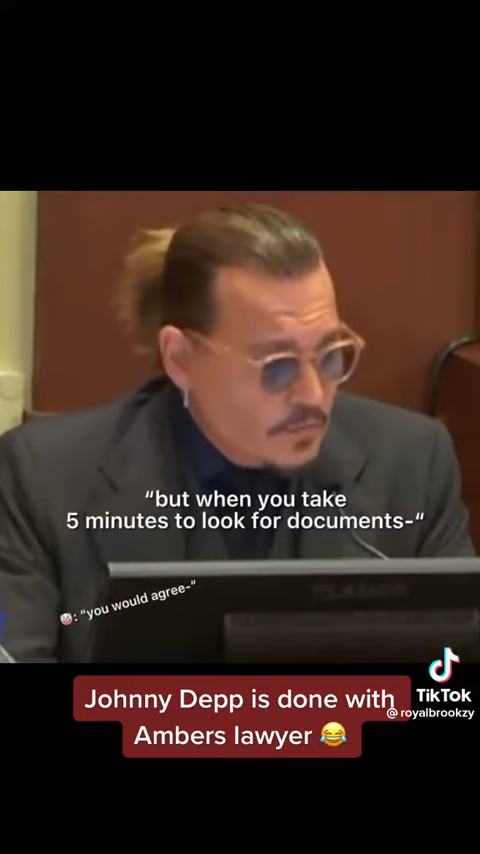 “but when you take
5 minutes to look for documents-“
🤡: “you would agree-“
TikTok
@royalbrookzy
Johnny Depp is done with
Ambers lawyer 😂